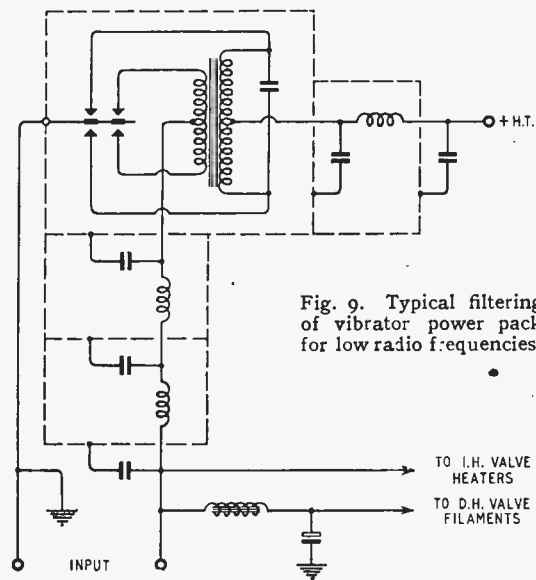 + H.T.
Fig. 9. Typical filtering
of vibrator power pack
for low radio frequencies
TO I.H. VALVE
HEATERS
TO D.H. VALVE
FILAMENTS
INPUT